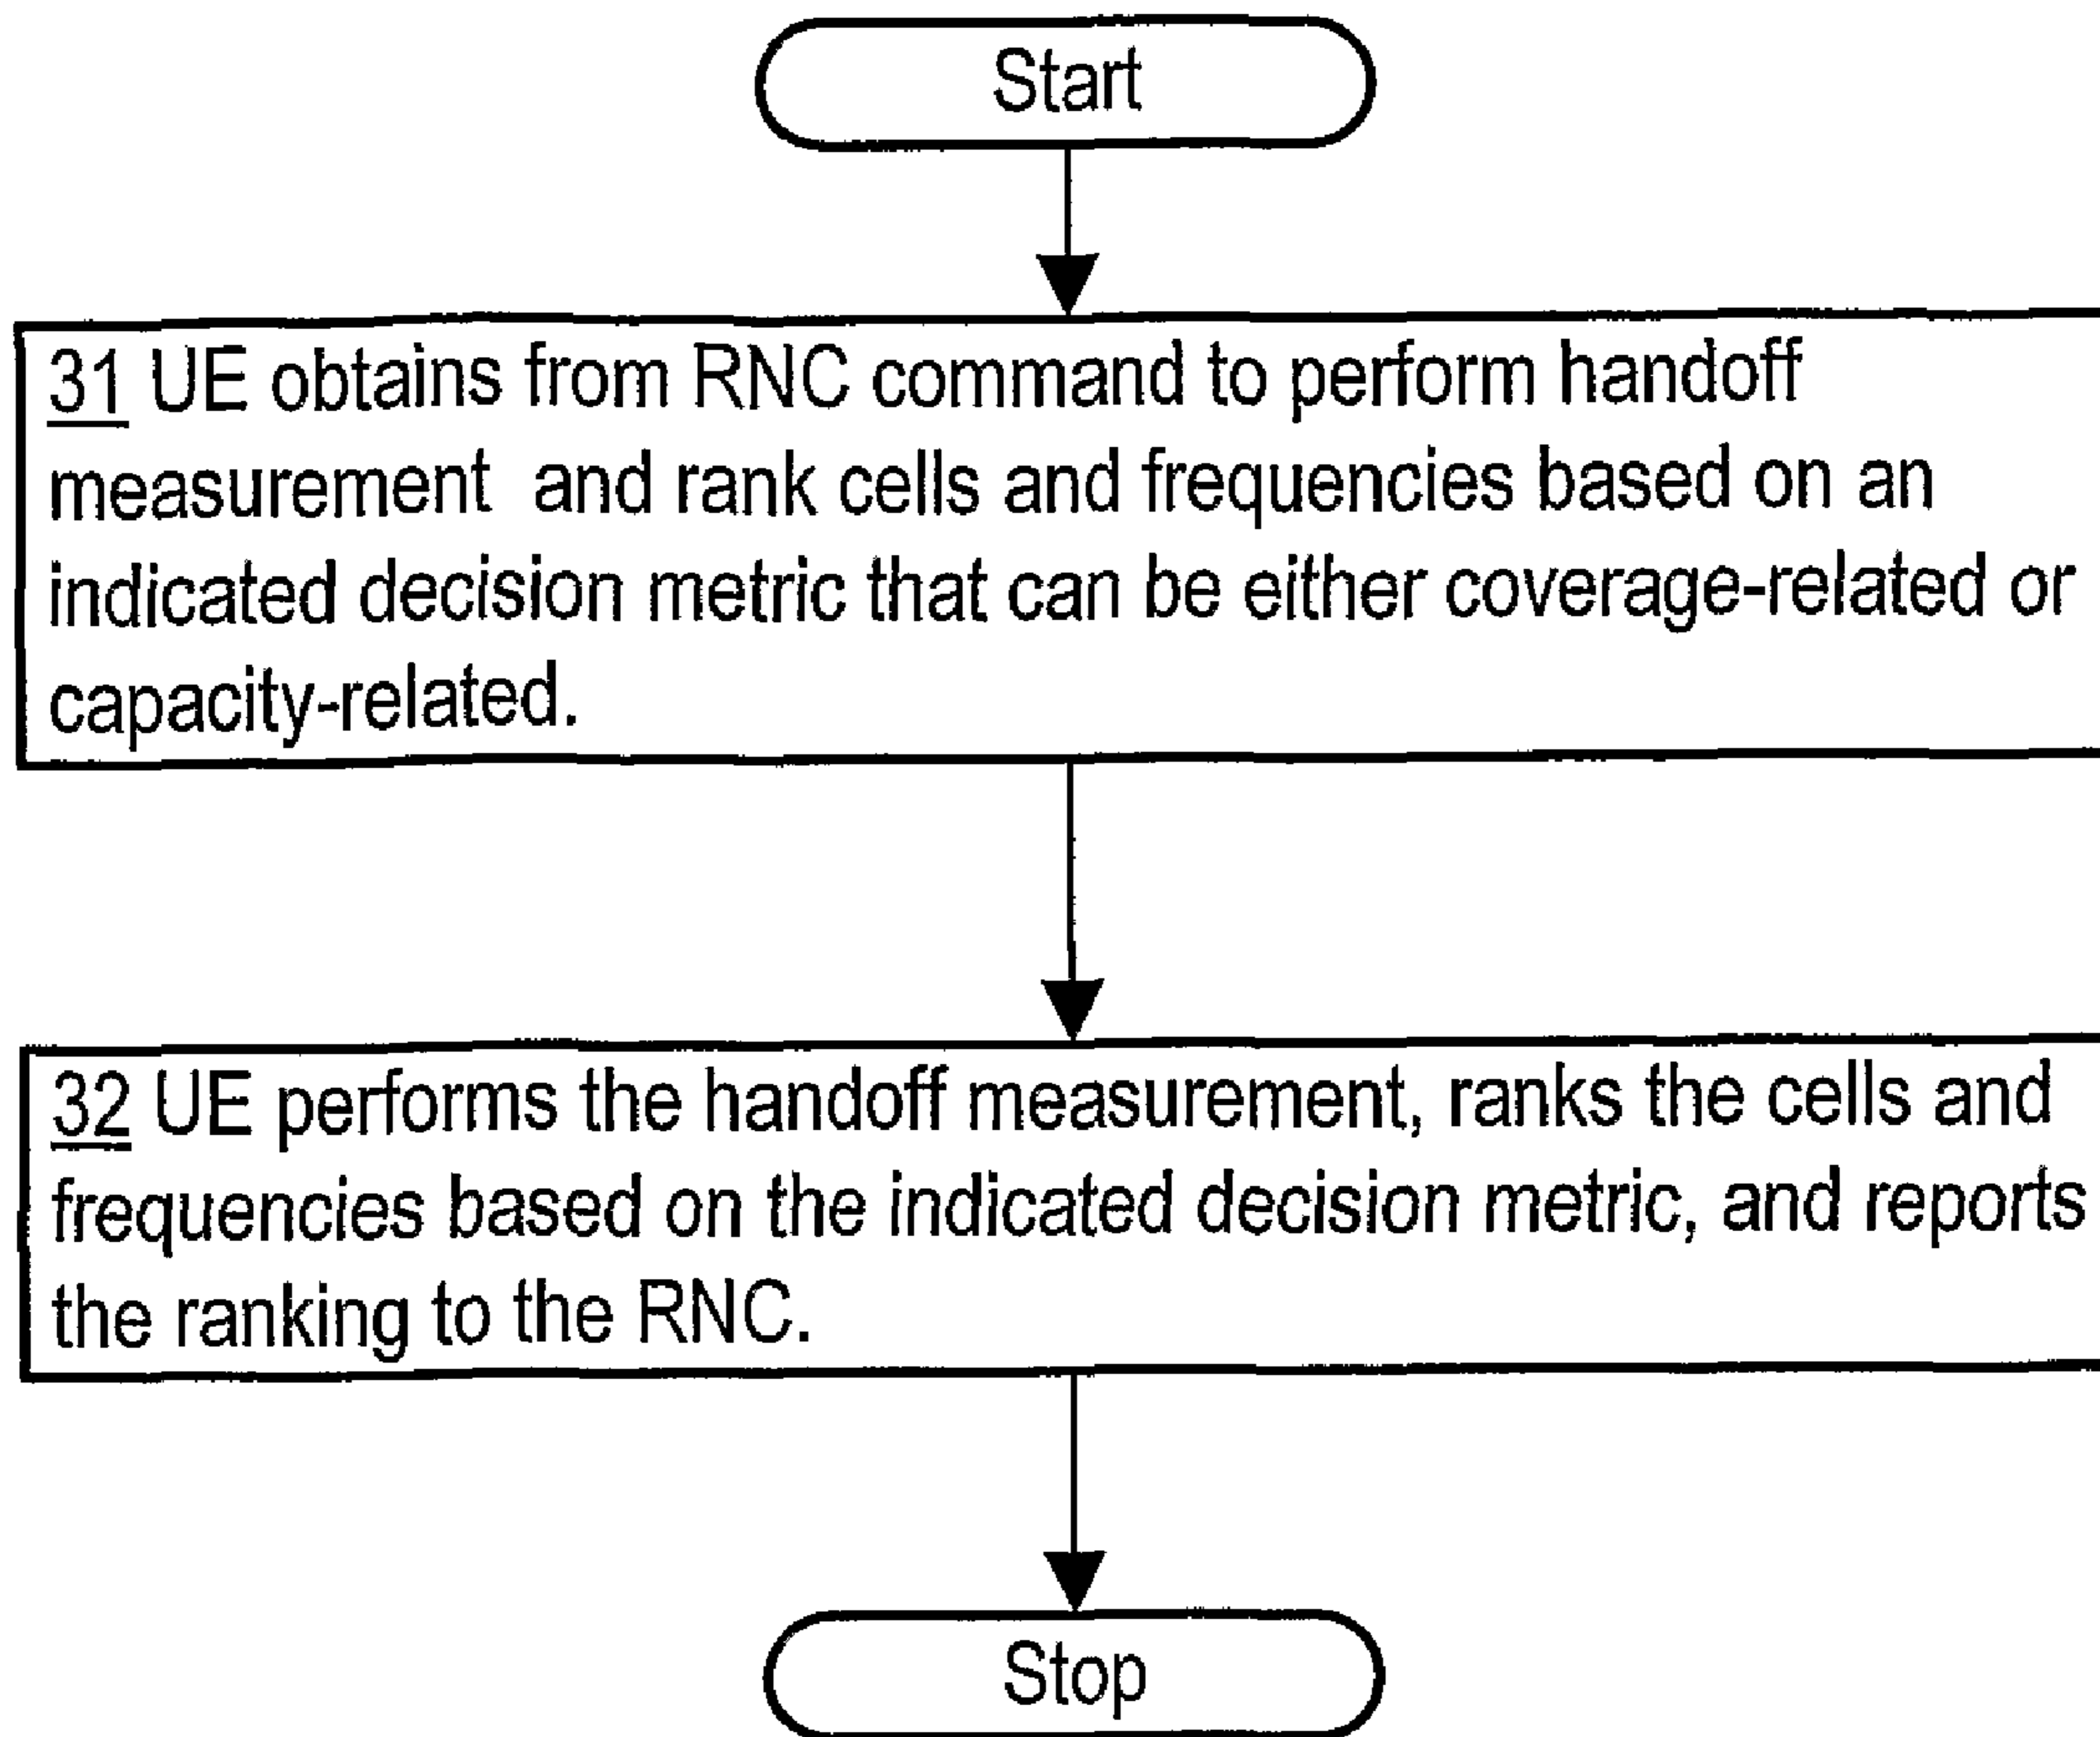 Start
31 UE obtains from RNC command to perform handoff
measurement and rank cells and frequencies based on an
indicated decision metric that can be either coverage-related or
capacity-related.
32 UE performs the handoff measurement, ranks the cells and
frequencies based on the indicated decision metric, and reports
the ranking to the RNC.
Stop